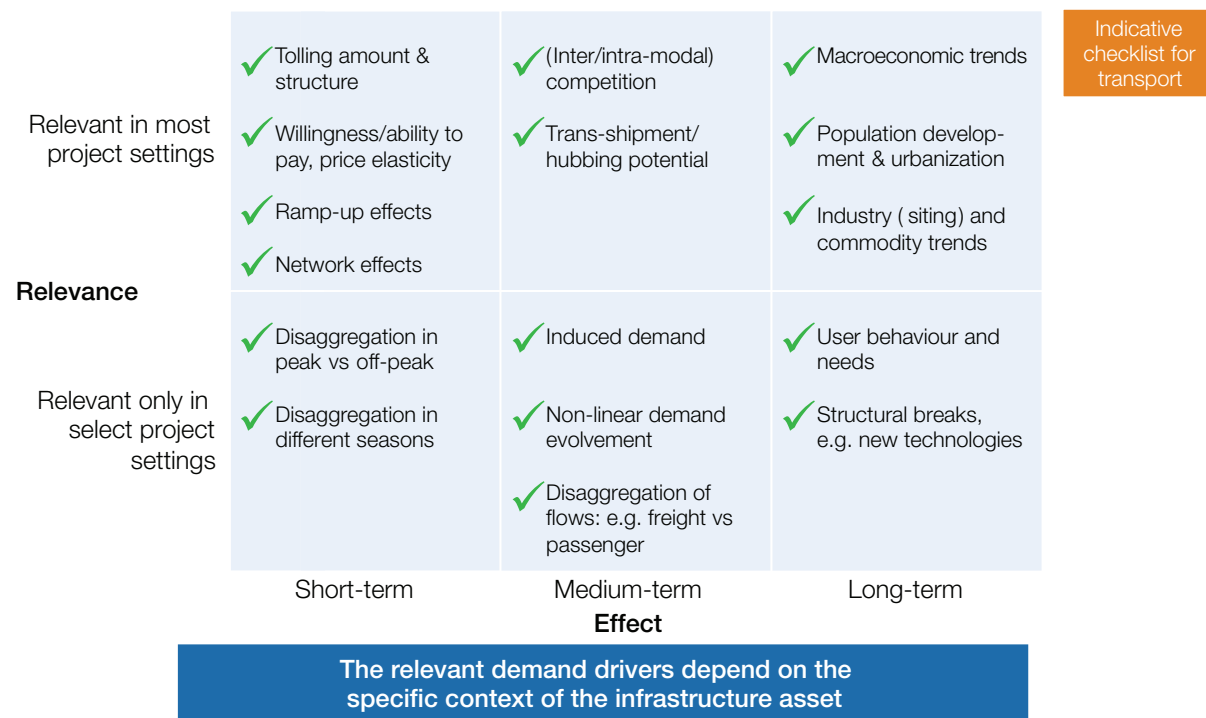 Indicative
checklist for
transport
Relevance
Relevant in most
project settings
Tolling amount &
structure
Willingness/ability to
pay, price elasticity
Ramp-up effects
Network effects
(Inter/intra-modal)
competition
Trans-shipment/
hubbing potential
Macroeconomic trends
Population develop-
ment & urbanization
Industry ( siting) and
commodity trends
Relevant only in
select project
settings
Disaggregation in
peak vs off-peak
Disaggregation in
different seasons
Induced demand
Non-linear demand
evolvement
Disaggregation of
flows: e.g. freight vs
passenger
User behaviour and
needs
Structural breaks,
e.g. new technologies
Short-term
Medium-term
Long-term
Effect
The relevant demand drivers depend on the
specific context of the infrastructure asset